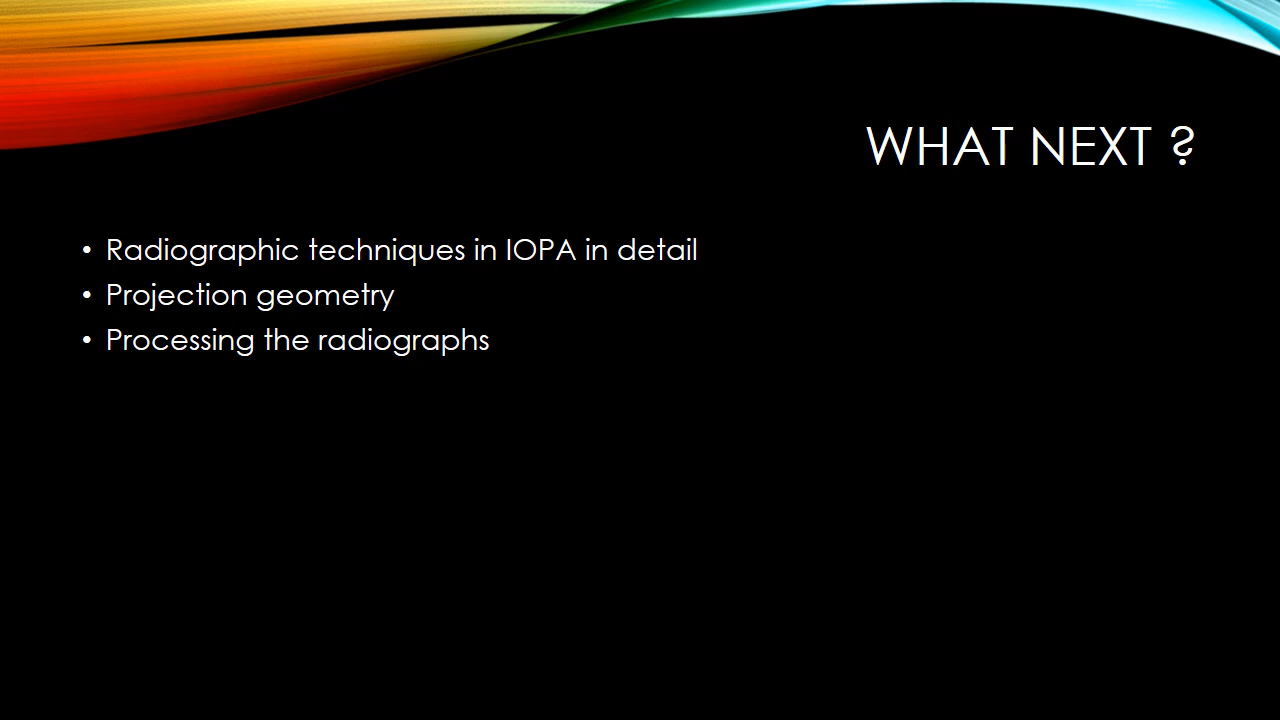 WHAT NEXT ?
• Radiographic techniques in IOPA in detail
• Projection geometry
• Processing the radiographs